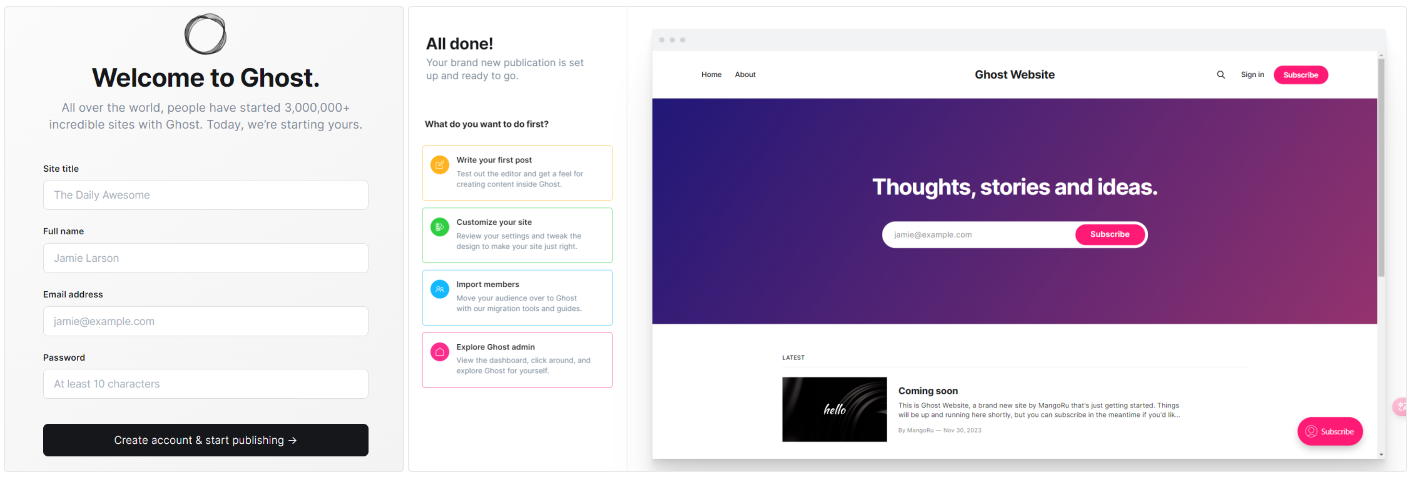 Welcome to Ghost.
All over the world, people have started 3,000,000+
incredible sites with Ghost. Today, we're starting yours.
Site title
The Daily Awesome
Full name
Jamie Larson
Email address
jamie@example.com
Password
At least 10 characters
Create account & start publishing →
All done!
Your brand new publication is set
up and ready to go.
What do you want to do first?
Write your first post
Test out the editor and get a feel for
creating content inside Ghost.
Customize your site
Review your settings and tweak the
design to make your site just right.
Import members
Move your audience over to Ghost
with our migration tools and guides.
Explore Ghost admin
View the dashboard, click around, and
explore Ghost for yourself.
Home About Ghost Website Sign in Subscribe
Thoughts, stories and ideas.
jamie@example.com Subscribe
LATEST
hello
Coming soon
This is Ghost Website, a brand new site by MangoRu that's just getting started. Things
will be up and running here shortly, but you can subscribe in the meantime if you'd lik...
By MangoRu — Nov 30, 2023
Subscribe